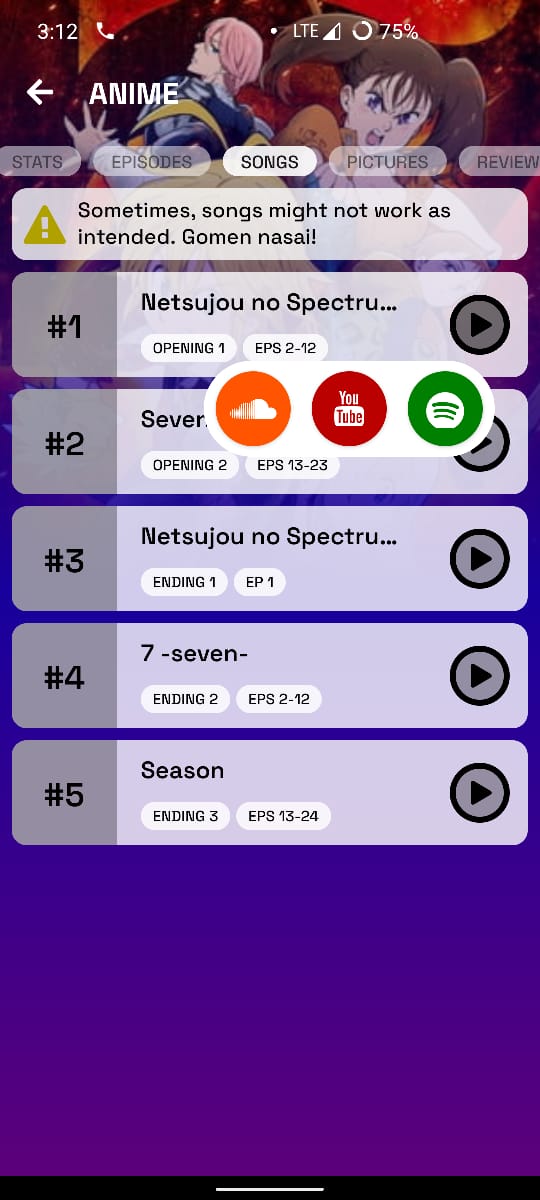 3:12 LTE 75%
ANIME
STATS EPISODES SONGS PICTURES REVIEW
Sometimes, songs might not work as
intended. Gomen nasai!
#1
Netsujou no Spectru...
OPENING 1 EPS 2-12
You
Tube
#2
Seven
OPENING 2 EPS 13-23
#3
Netsujou no Spectru...
ENDING 1 EP 1
#4
7 -seven-
ENDING 2 EPS 2-12
#5
Season
ENDING 3 EPS 13-24